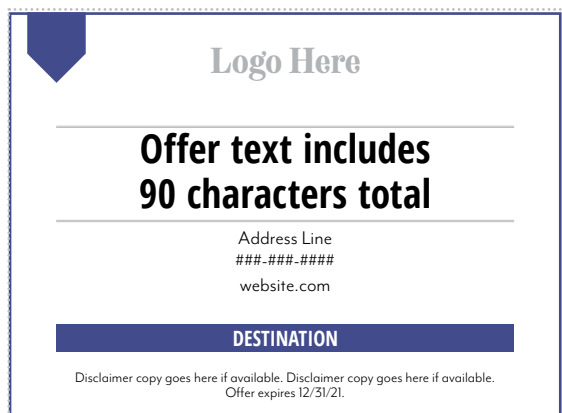 Logo Here
Offer text includes
90 characters total
Address Line
###-###-####
website.com
DESTINATION
Disclaimer copy goes here if available. Disclaimer copy goes here if available.
Offer expires 12/31/21.